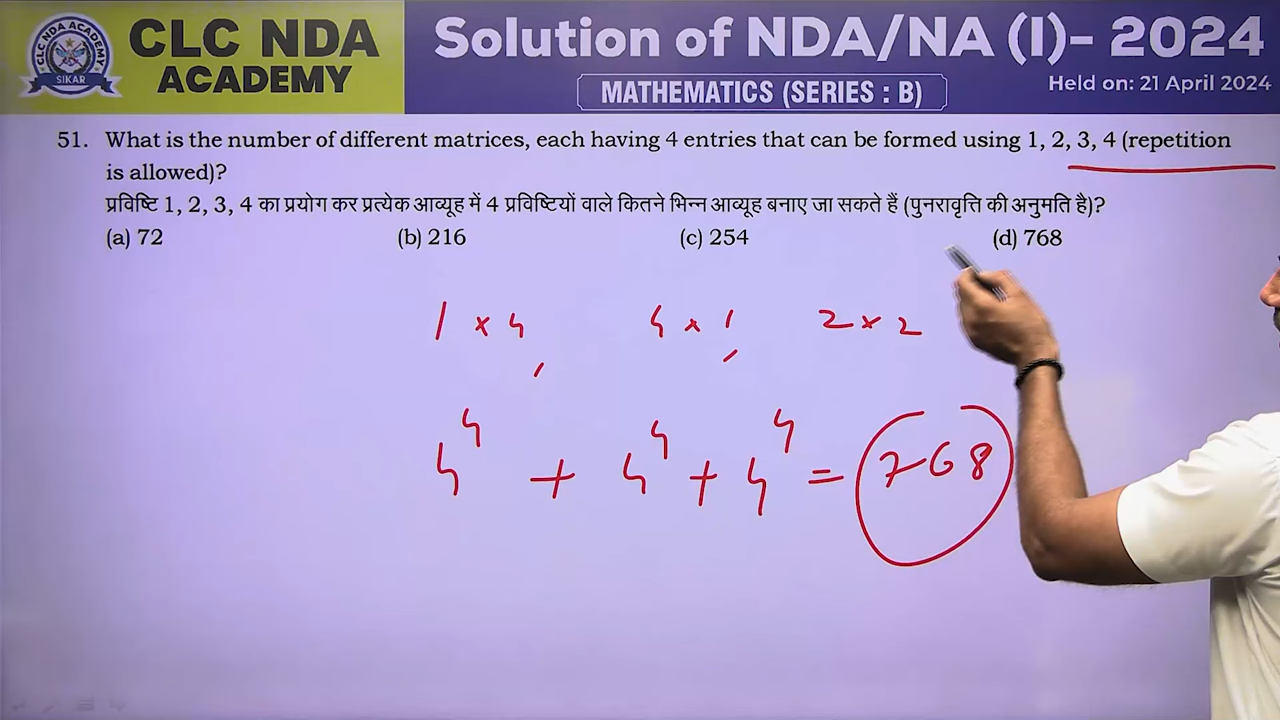 CLC NDA ACADEMY
SIKAR
CLC NDA
ACADEMY
Solution of NDA/NA (I)- 2024
MATHEMATICS (SERIES : B)
Held on: 21 April 2024
51. What is the number of different matrices, each having 4 entries that can be formed using 1, 2, 3, 4 (repetition
is allowed)?
प्रविष्टि 1, 2, 3, 4 का प्रयोग कर प्रत्येक आव्यूह में 4 प्रविष्टियों वाले कितने भिन्न आव्यूह बनाए जा सकते हैं (पुनरावृत्ति की अनुमति है)?
(a) 72 (b) 216 (c) 254 (d) 768
1 × 4, 4 × 1, 2 × 2
4⁴ + 4⁴ + 4⁴ = 768